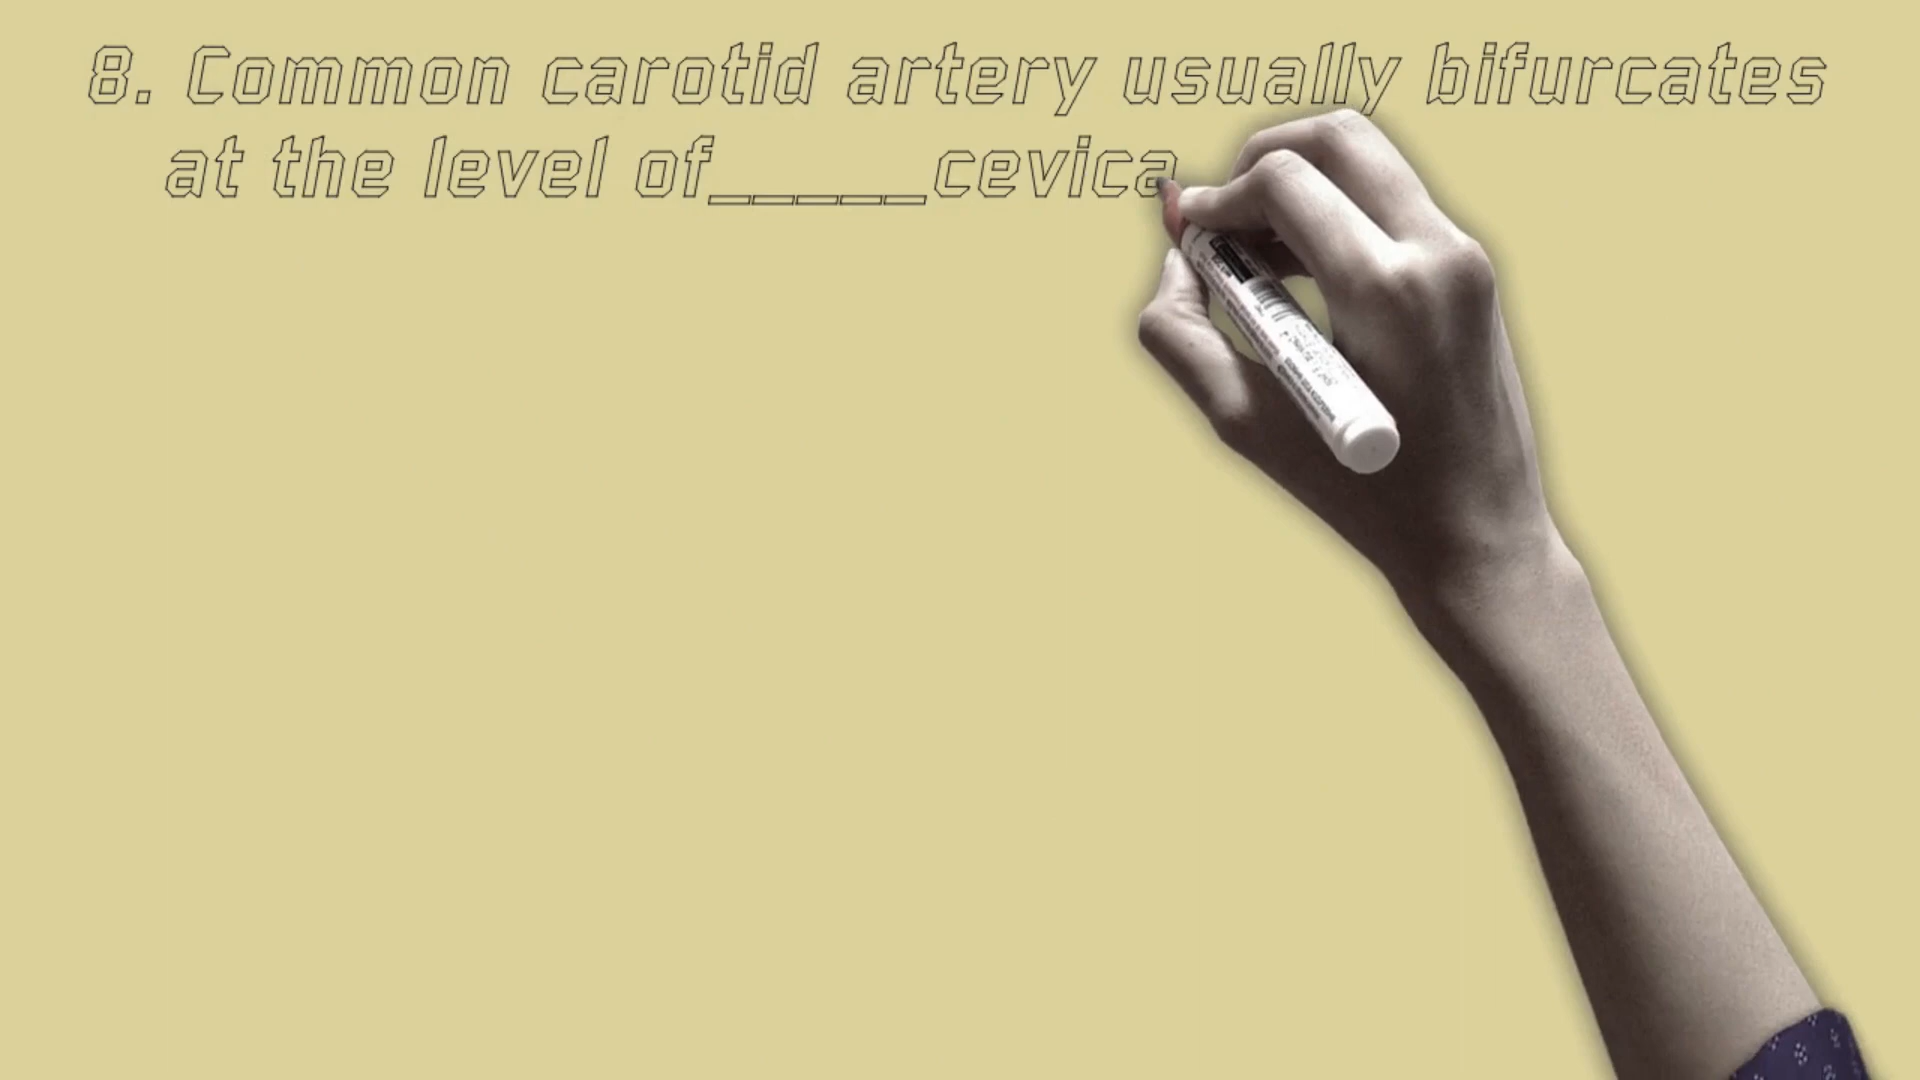 8. Common carotid artery usually bifurcates
at the level of_____cevica